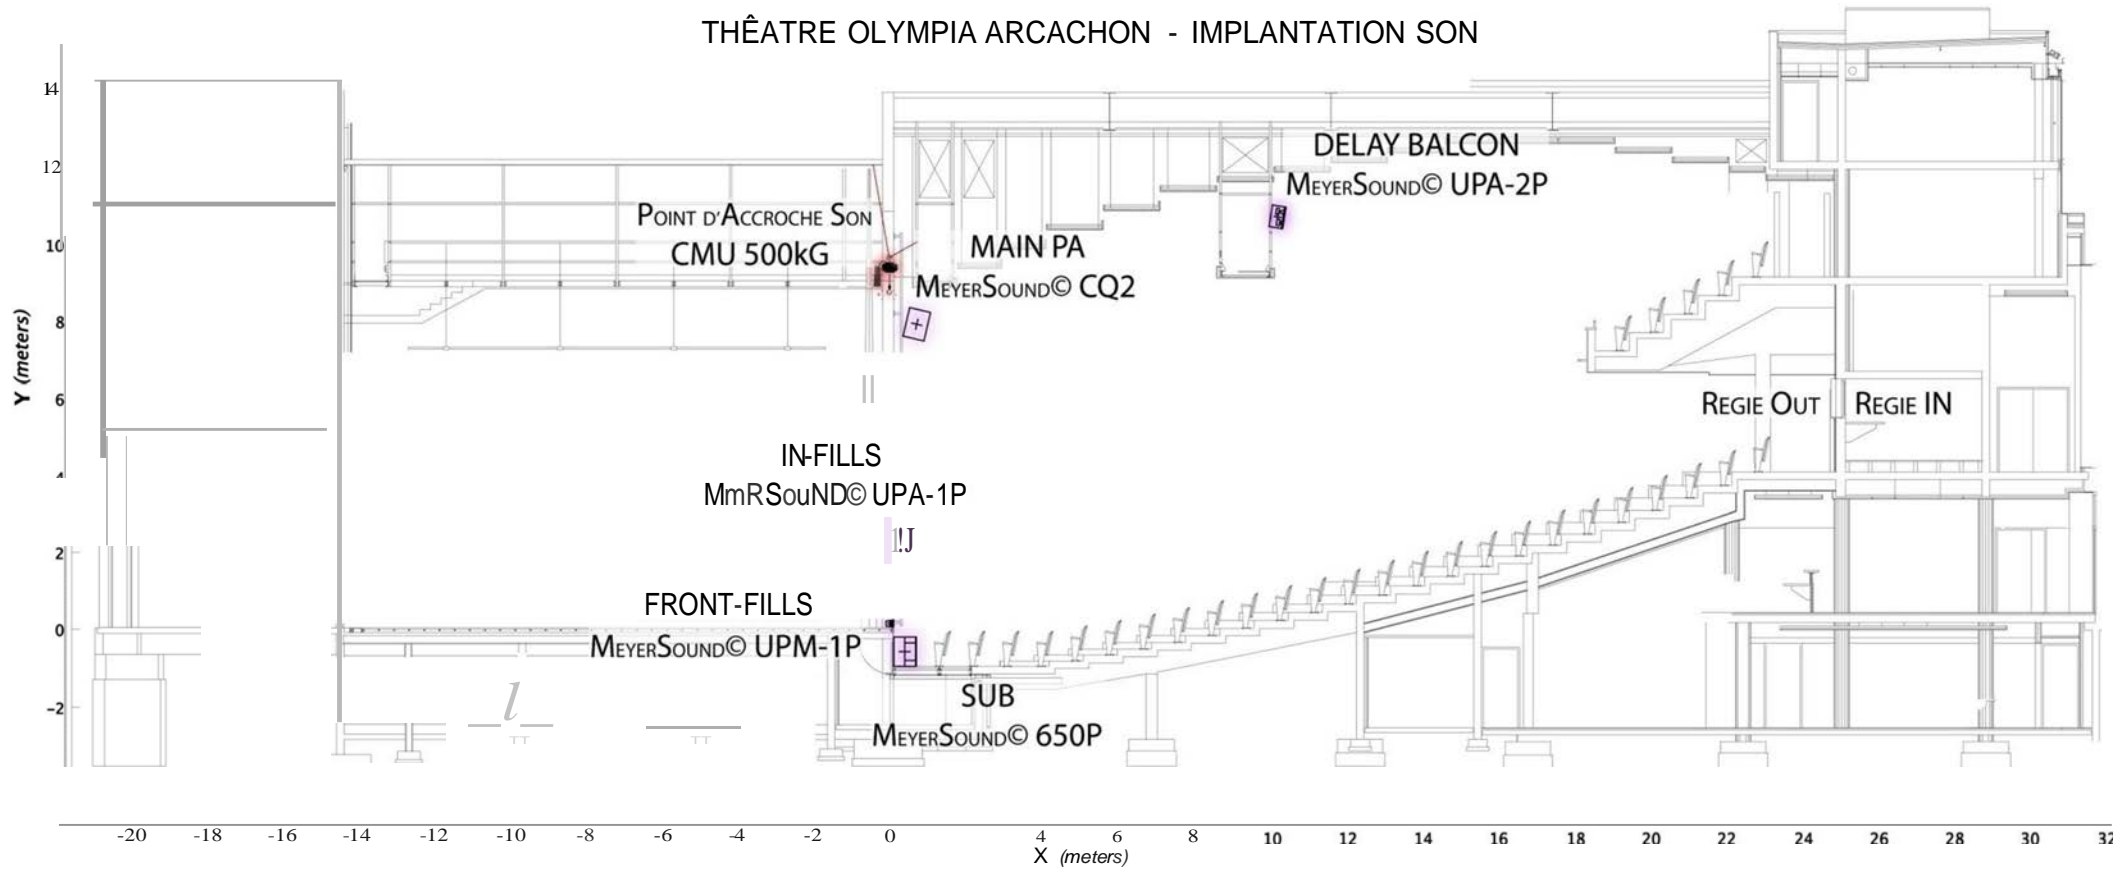 THÊATRE OLYMPIA ARCACHON - IMPLANTATION SON
14
12
10
8
6
2
0
-2
Y (meters)
DELAY BALCON
MEYERSOUND© UPA-2P
POINT D'ACCROCHE SON
CMU 500KG
MAIN PA
MEYERSOUND© CQ2
REGIE OUT
REGIE IN
IN-FILLS
MmRSouND© UPA-1P
FRONT-FILLS
MEYERSOUND© UPM-1P
SUB
MEYERSOUND© 650P
-20 -18 -16 -14 -12 -10 -8 -6 -4 -2 0 4 6 8 10 12 14 16 18 20 22 24 26 28 30 32
X (meters)